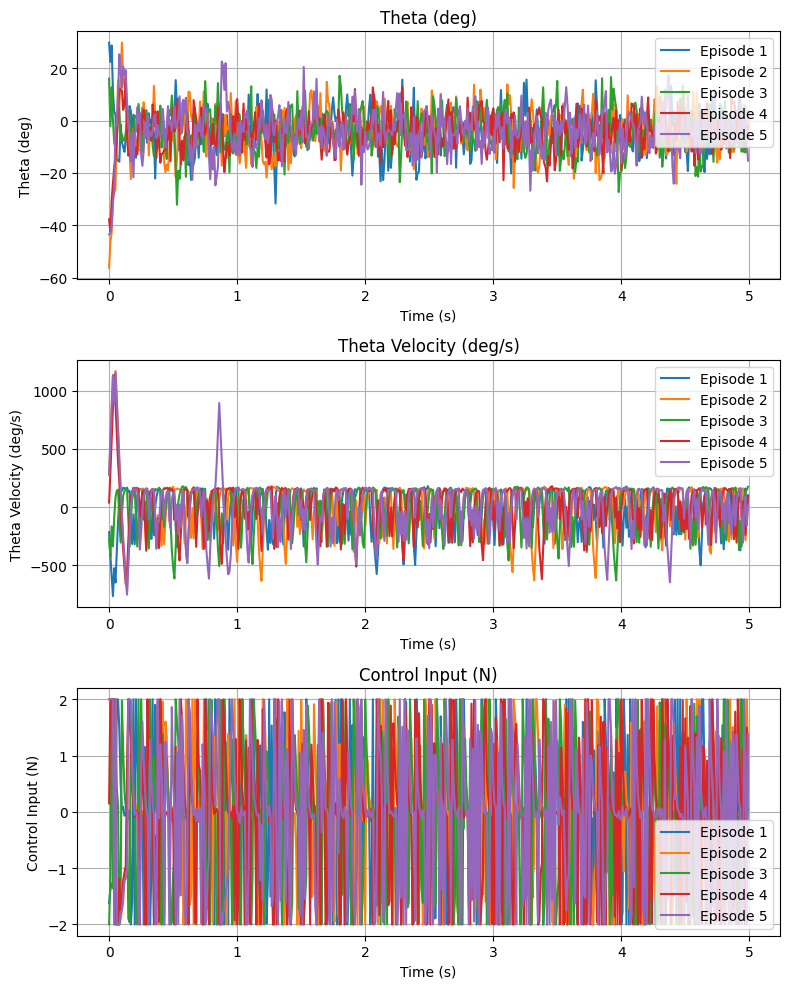 Theta (deg)
Theta (deg)
20
0
−20
−40
−60
Episode 1
Episode 2
Episode 3
Episode 4
Episode 5
0 1 2 3 4 5
Time (s)
Theta Velocity (deg/s)
Theta Velocity (deg/s)
1000
500
0
−500
Episode 1
Episode 2
Episode 3
Episode 4
Episode 5
0 1 2 3 4 5
Time (s)
Control Input (N)
Control Input (N)
2
1
0
−1
−2
Episode 1
Episode 2
Episode 3
Episode 4
Episode 5
0 1 2 3 4 5
Time (s)